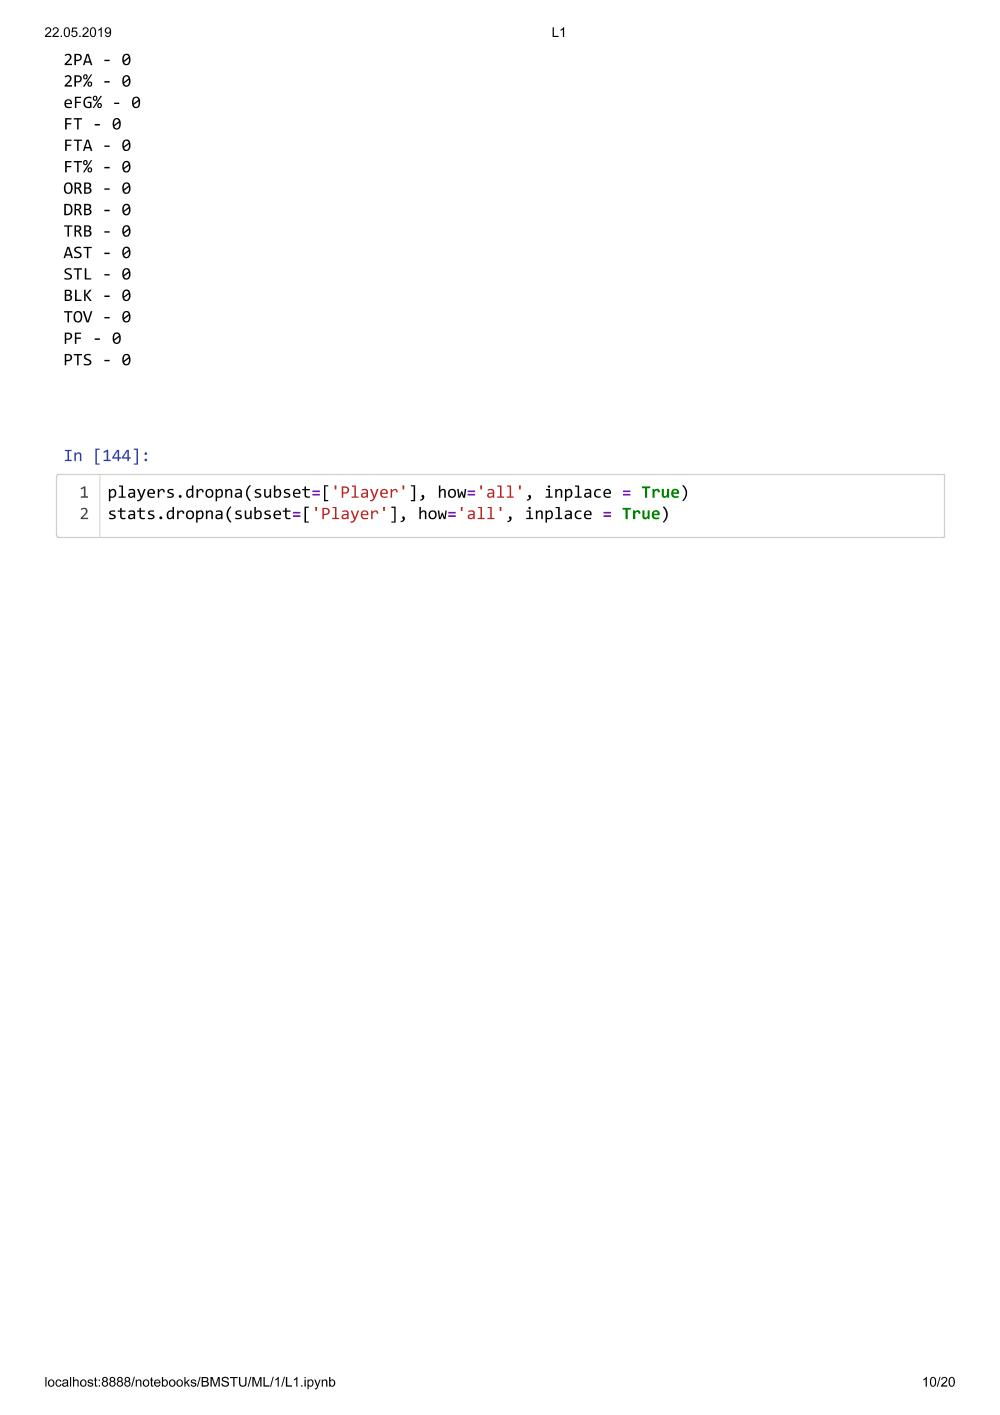 22.05.2019 L1
2PA - 0
2P% - 0
eFG% - 0
FT - 0
FTA - 0
FT% - 0
ORB - 0
DRB - 0
TRB - 0
AST - 0
STL - 0
BLK - 0
TOV - 0
PF - 0
PTS - 0
In [144]:
1 players.dropna(subset=['Player'], how='all', inplace = True)
2 stats.dropna(subset=['Player'], how='all', inplace = True)
localhost:8888/notebooks/BMSTU/ML/1/L1.ipynb 10/20